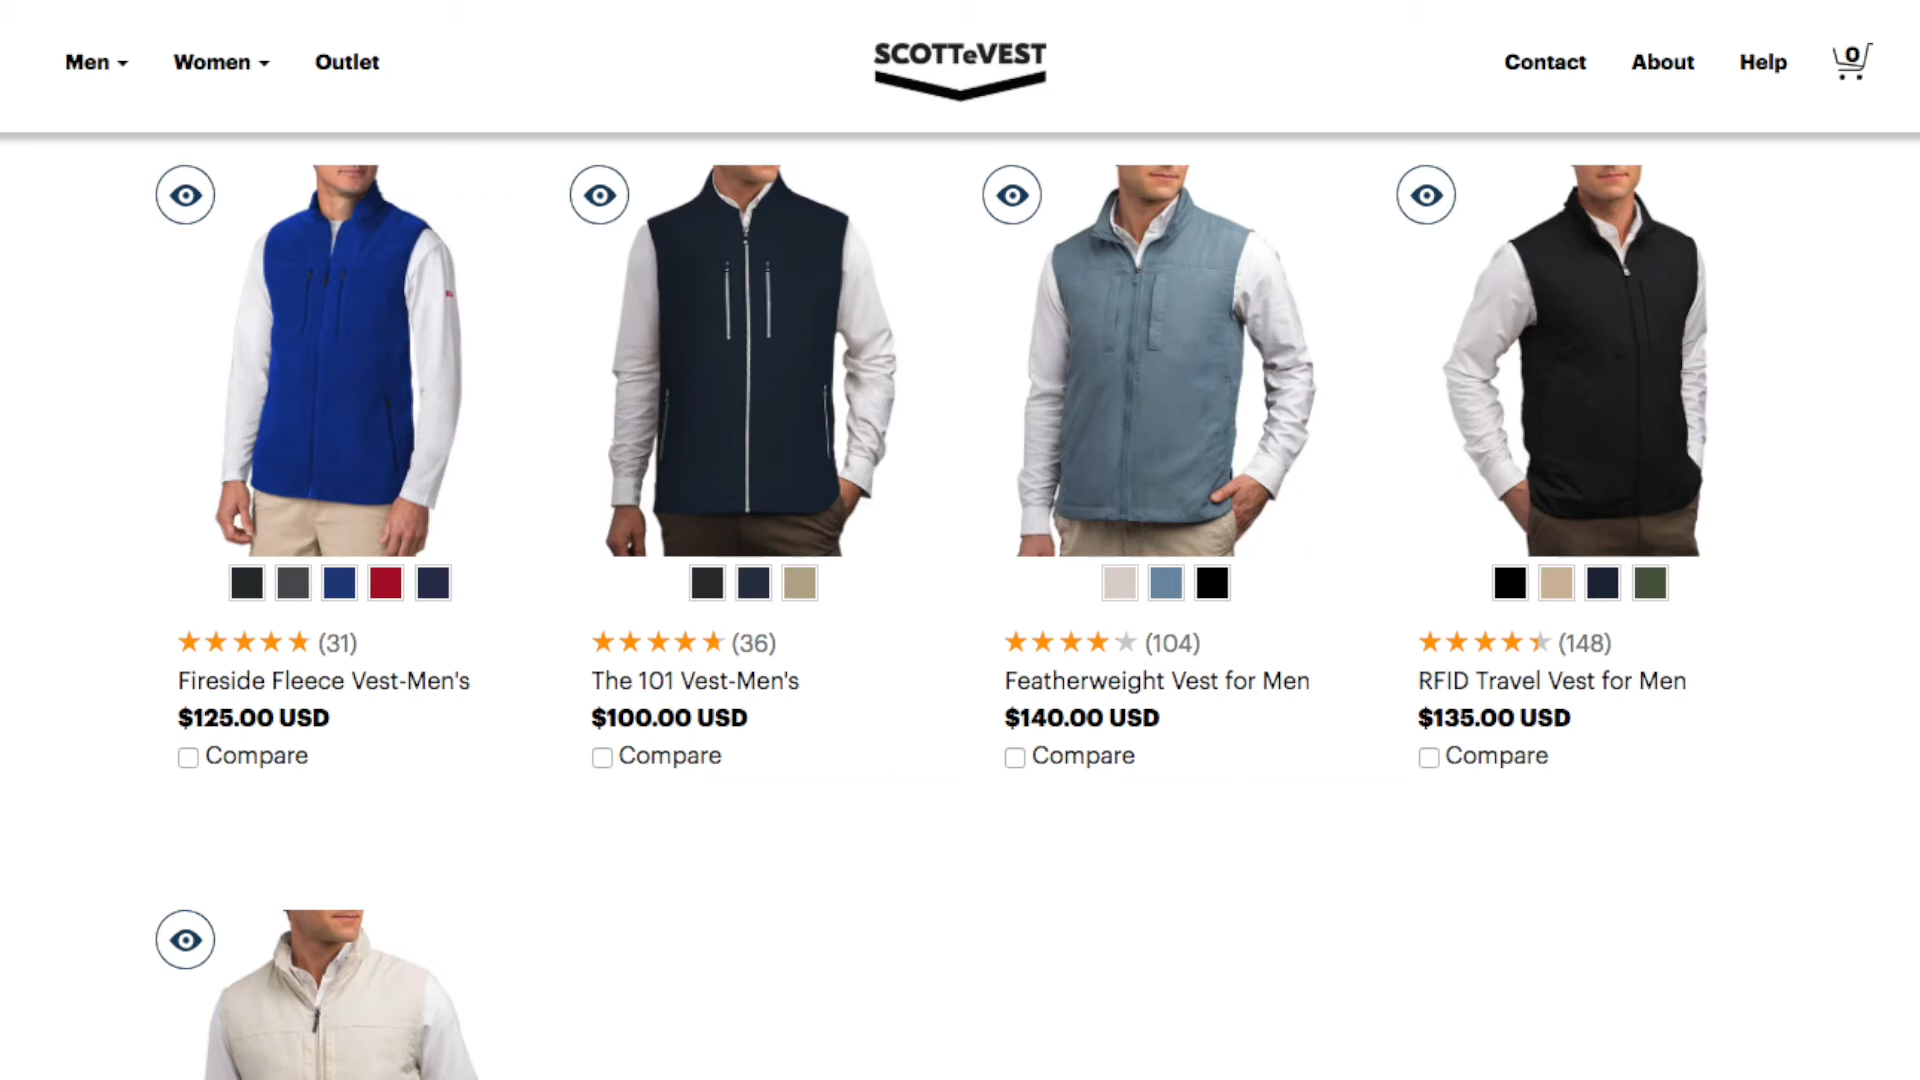 Men
Women
Outlet
SCOTTeVEST
Contact
About
Help
0
(31)
Fireside Fleece Vest-Men's
$125.00 USD
Compare
(36)
The 101 Vest-Men's
$100.00 USD
Compare
(104)
Featherweight Vest for Men
$140.00 USD
Compare
(148)
RFID Travel Vest for Men
$135.00 USD
Compare